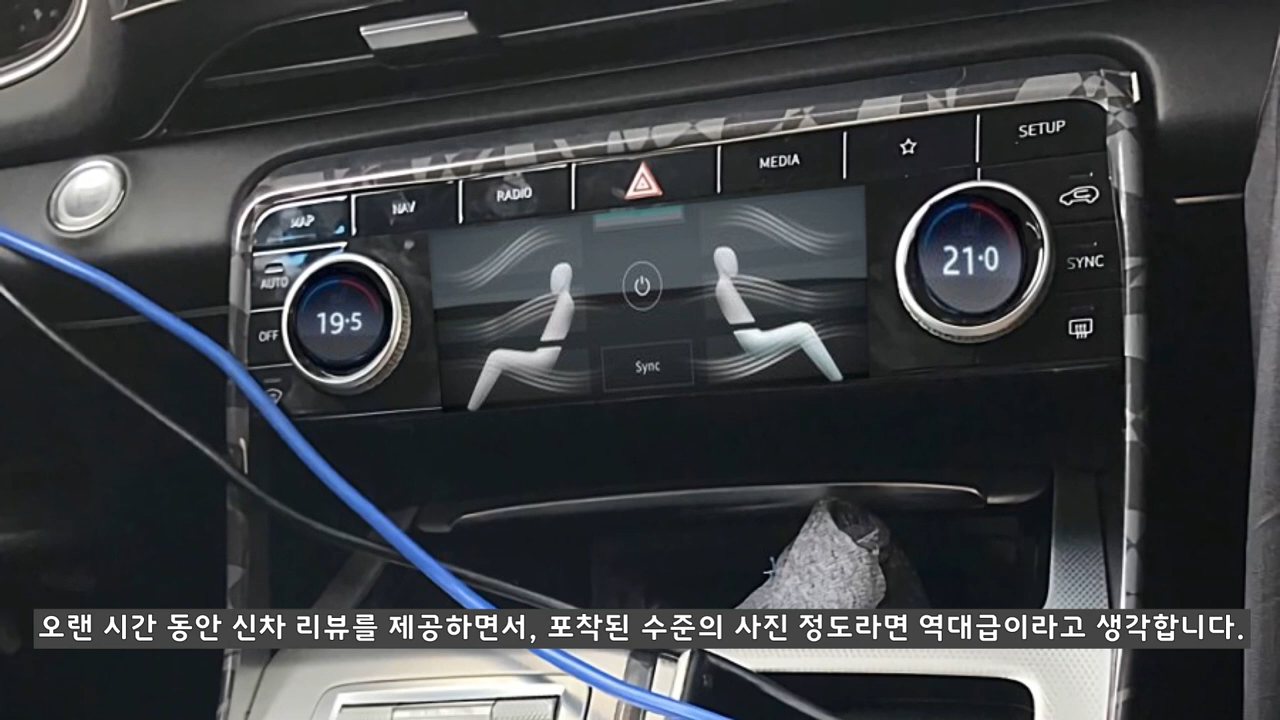 SETUP
MEDIA
RADIO
NAV
MAP
AUTO
19.5
21.0
SYNC
OFF
Sync
오랜 시간 동안 신차 리뷰를 제공하면서, 포착된 수준의 사진 정도라면 역대급이라고 생각합니다.